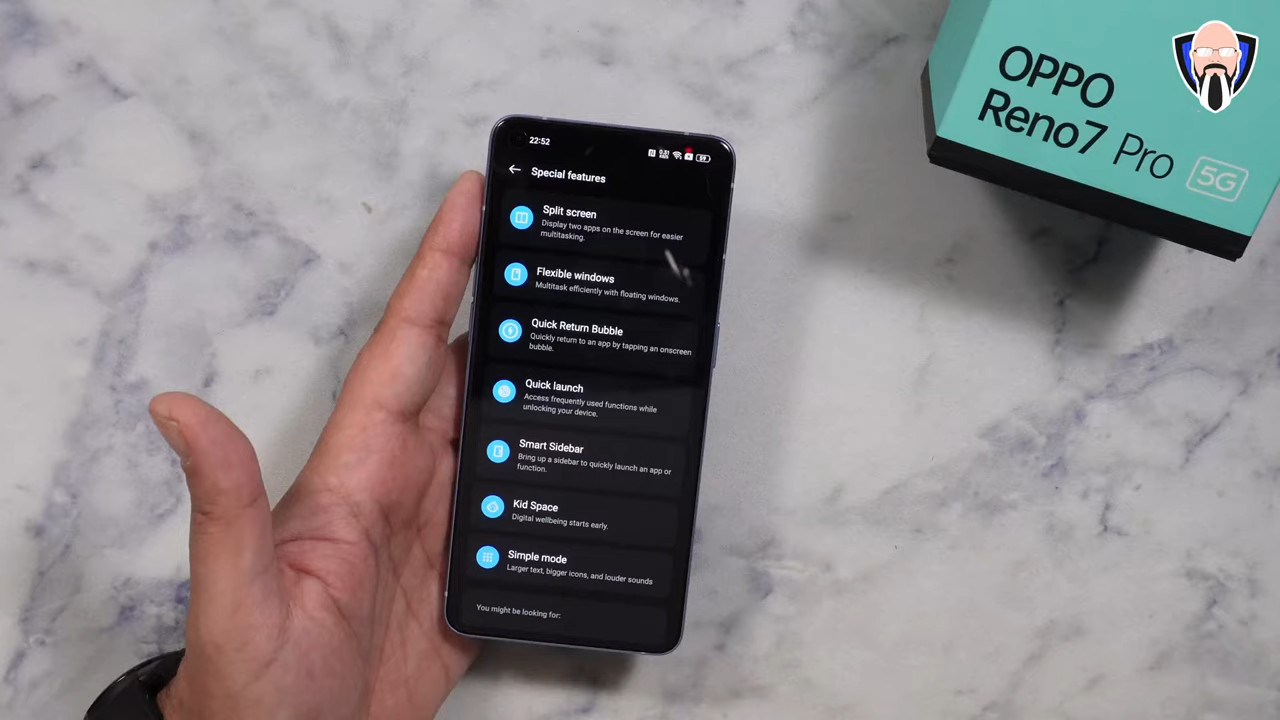 OPPO
Reno7 Pro 5G
22:52
0.31
KB/S
59
Special features
Split screen
Display two apps on the screen for easier
multitasking.
Flexible windows
Multitask efficiently with floating windows.
Quick Return Bubble
Quickly return to an app by tapping an onscreen
bubble.
Quick launch
Access frequently used functions while
unlocking your device.
Smart Sidebar
Bring up a sidebar to quickly launch an app or
function.
Kid Space
Digital wellbeing starts early.
Simple mode
Larger text, bigger icons, and louder sounds
You might be looking for: